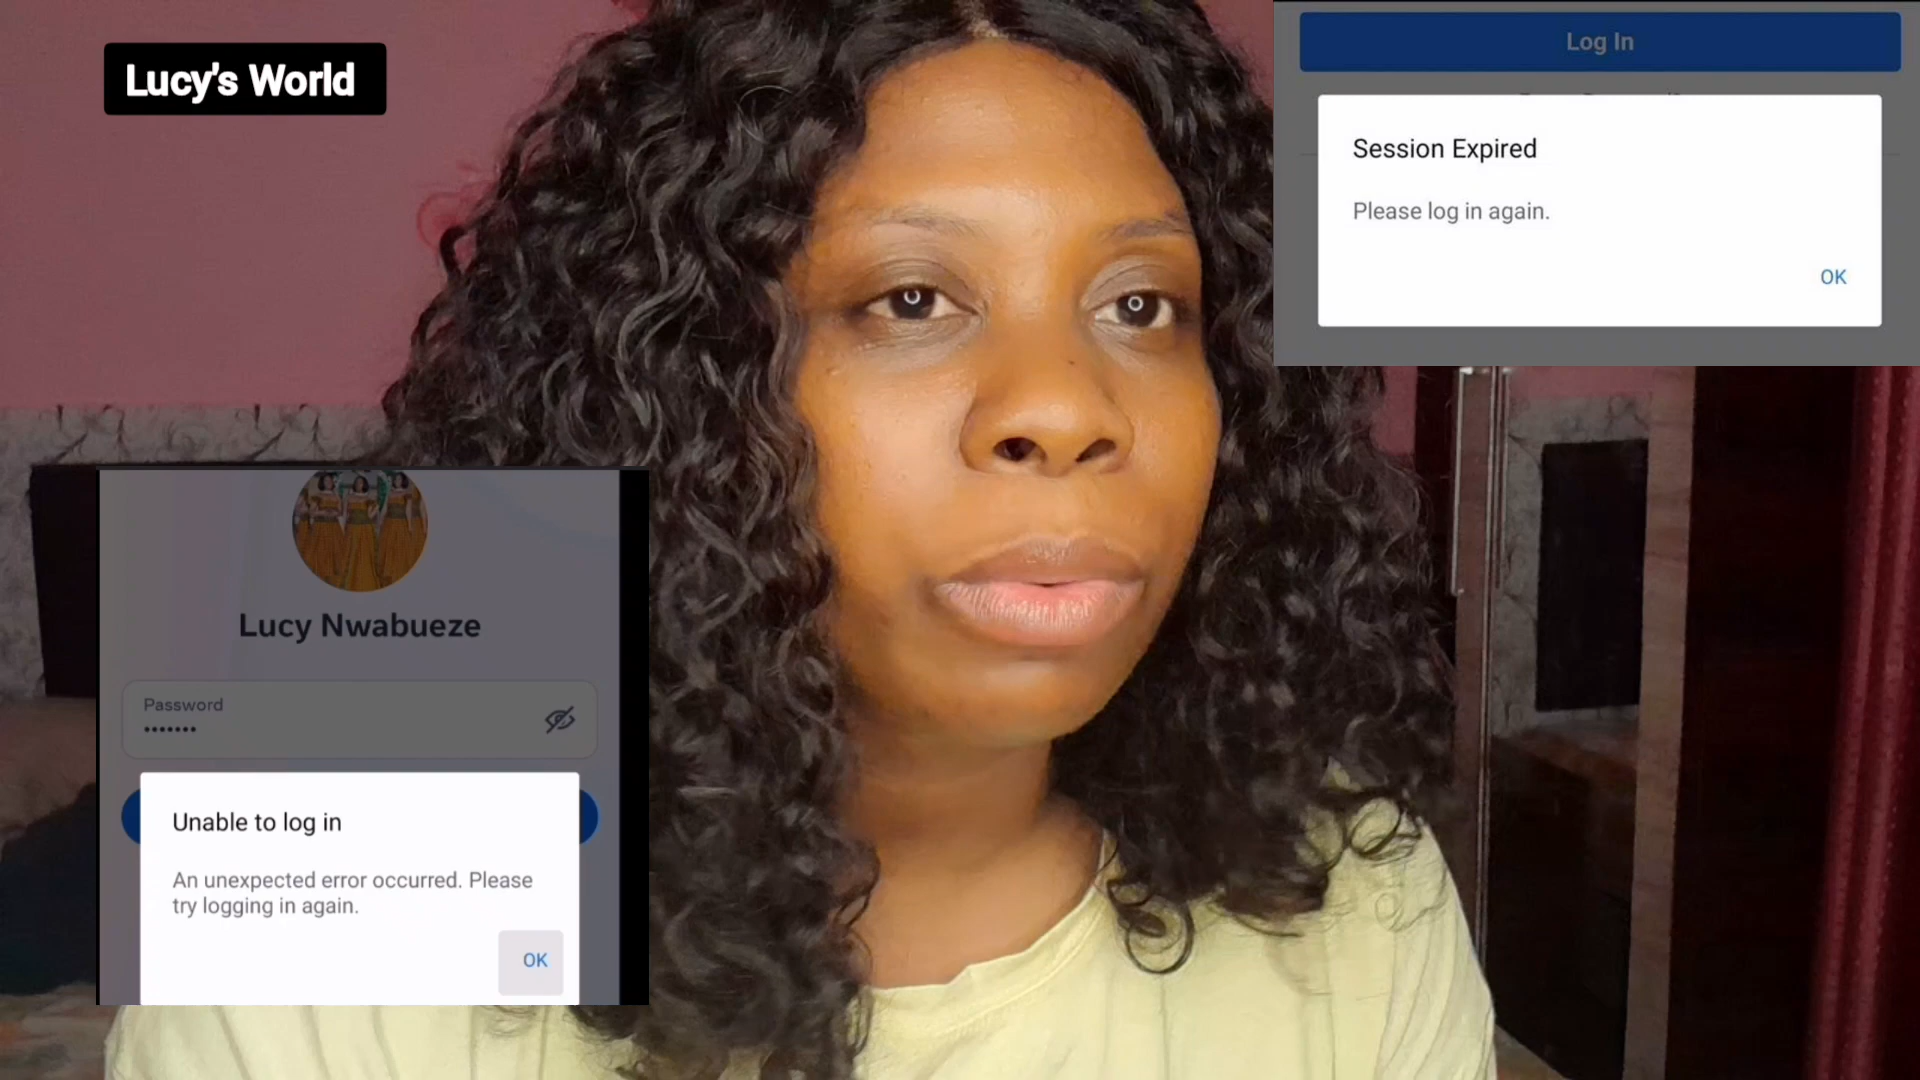 Lucy's World
Log In
Session Expired
Please log in again.
OK
Lucy Nwabueze
Password
•••••••
Unable to log in
An unexpected error occurred. Please
try logging in again.
OK